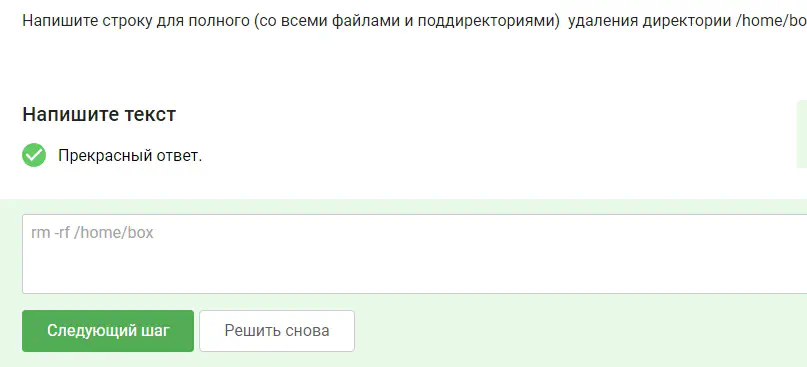 Напишите строку для полного (со всеми файлами и поддиректориями)  удаления директории /home/bo
Напишите текст
Прекрасный ответ.
rm -rf /home/box
Следующий шаг
Решить снова